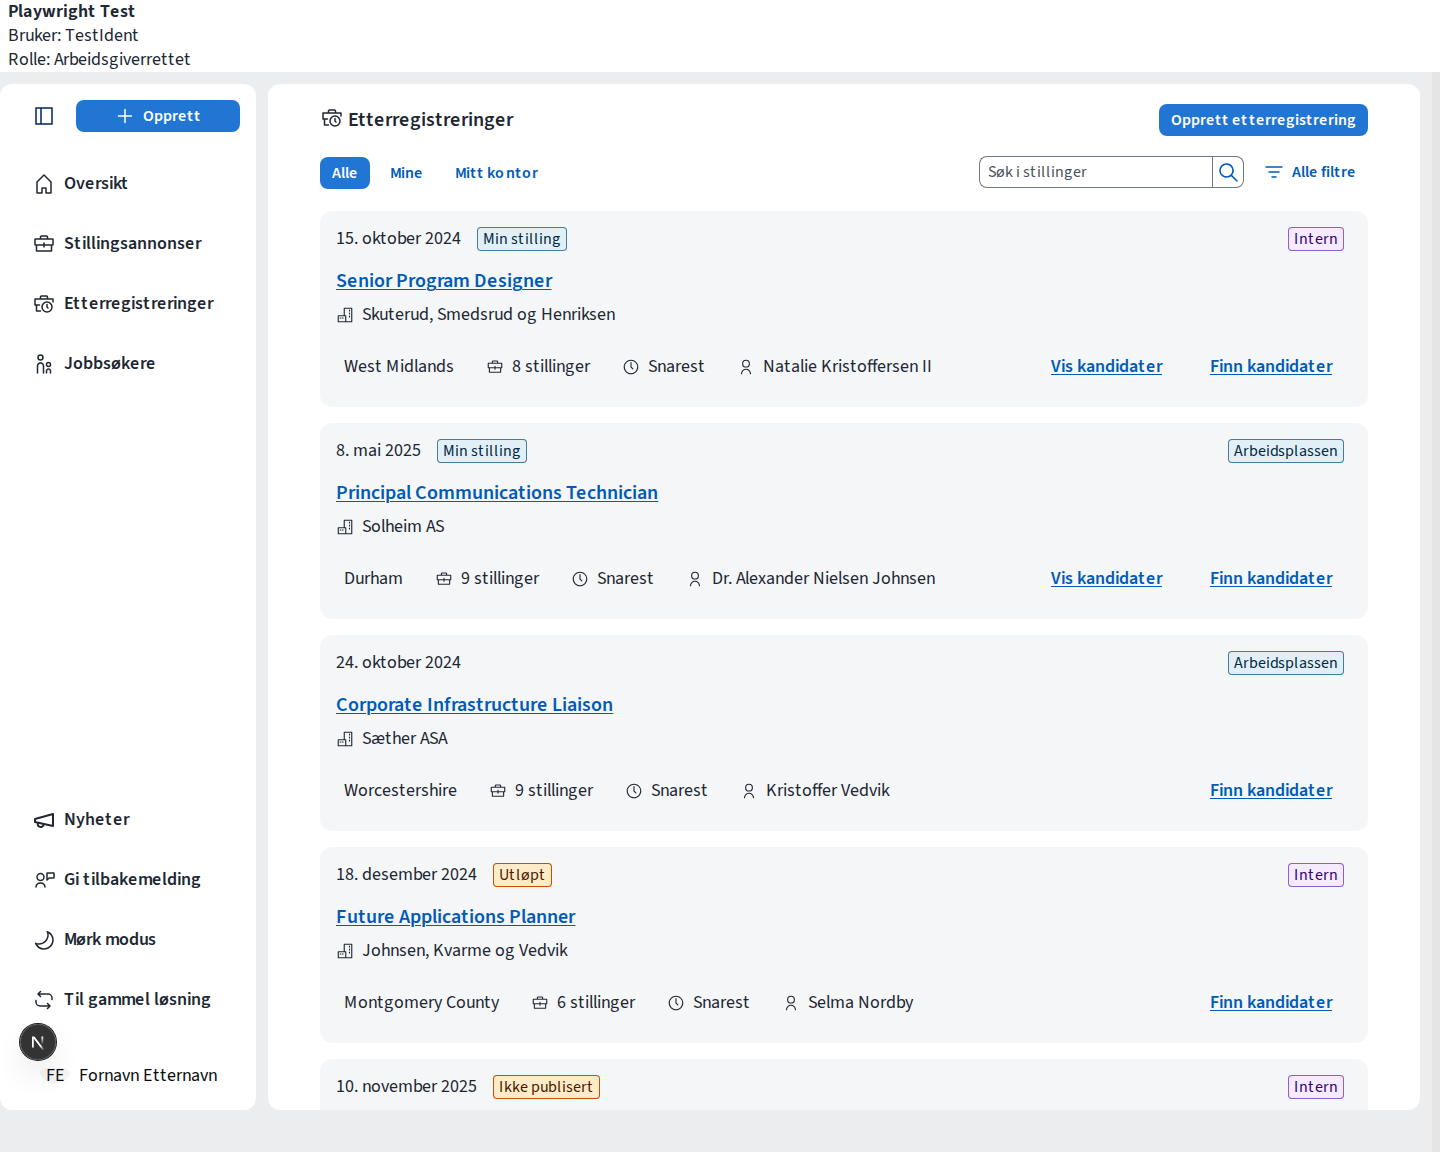 Playwright Test
Bruker: TestIdent
Rolle: Arbeidsgiverrettet
Opprett
Oversikt
Stillingsannonser
Etterregistreringer
Jobbsøkere
Nyheter
Gi tilbakemelding
Mørk modus
Til gammel løsning
N
FE Fornavn Etternavn
Etterregistreringer
Opprett etterregistrering
Alle Mine Mitt kontor
Søk i stillinger
Alle filtre
15. oktober 2024 Min stilling Intern
Senior Program Designer
Skuterud, Smedsrud og Henriksen
West Midlands 8 stillinger Snarest Natalie Kristoffersen II Vis kandidater Finn kandidater
8. mai 2025 Min stilling Arbeidsplassen
Principal Communications Technician
Solheim AS
Durham 9 stillinger Snarest Dr. Alexander Nielsen Johnsen Vis kandidater Finn kandidater
24. oktober 2024 Arbeidsplassen
Corporate Infrastructure Liaison
Sæther ASA
Worcestershire 9 stillinger Snarest Kristoffer Vedvik Finn kandidater
18. desember 2024 Utløpt Intern
Future Applications Planner
Johnsen, Kvarme og Vedvik
Montgomery County 6 stillinger Snarest Selma Nordby Finn kandidater
10. november 2025 Ikke publisert Intern